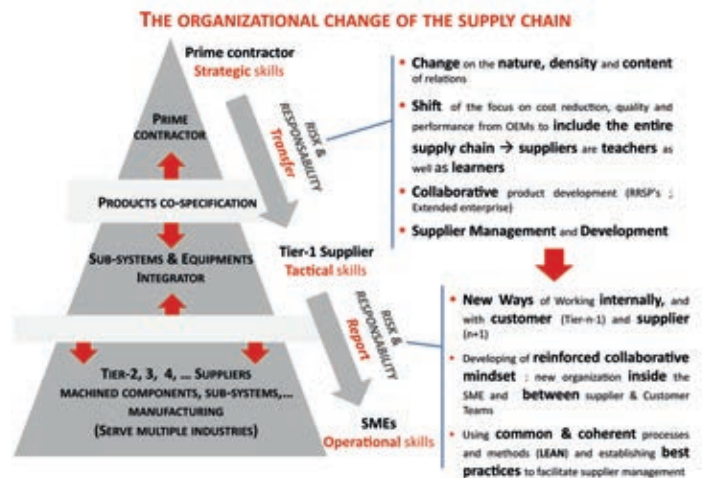 THE ORGANIZATIONAL CHANGE OF THE SUPPLY CHAIN
Prime contractor
Strategic skills
PRIME
CONTRACTOR
RISK &
RESPONSABILITY
Transfer
PRODUCTS CO-SPECIFICATION
SUB-SYSTEMS & EQUIPMENTS
INTEGRATOR
Tier-1 Supplier
Tactical skills
RISK &
RESPONSABILITY
Report
TIER-2, 3, 4, ... SUPPLIERS
MACHINED COMPONENTS, SUB-SYSTEMS,...
MANUFACTURING
(SERVE MULTIPLE INDUSTRIES)
SMEs
Operational skills
• Change on the nature, density and content
of relations
• Shift of the focus on cost reduction, quality and
performance from OEMs to include the entire
supply chain → suppliers are teachers as
well as learners
• Collaborative product development (RRSP's ;
Extended enterprise)
• Supplier Management and Development
• New Ways of Working internally, and
with customer (Tier-n-1) and supplier
(n+1)
• Developing of reinforced collaborative
mindset : new organization inside the
SME and between supplier & Customer
Teams
• Using common & coherent processes
and methods (LEAN) and establishing best
practices to facilitate supplier management